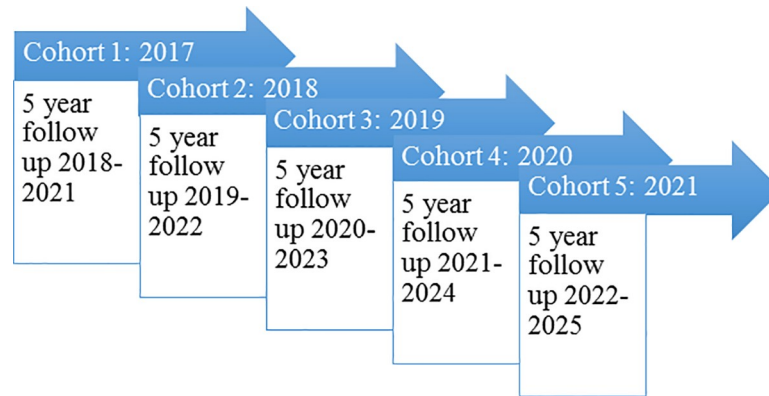 Cohort 1: 2017
5 year
follow
up 2018-
2021
Cohort 2: 2018
5 year
follow
up 2019-
2022
Cohort 3: 2019
5 year
follow
up 2020-
2023
Cohort 4: 2020
5 year
follow
up 2021-
2024
Cohort 5: 2021
5 year
follow
up 2022-
2025